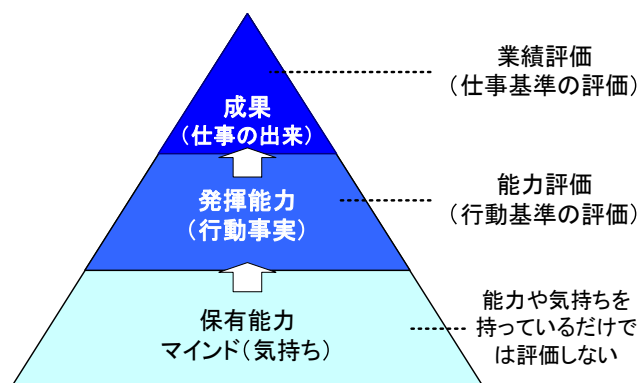 成果
（仕事の出来）
業績評価
（仕事基準の評価）
発揮能力
（行動事実）
能力評価
（行動基準の評価）
保有能力
マインド（気持ち）
能力や気持ちを
持っているだけで
は評価しない